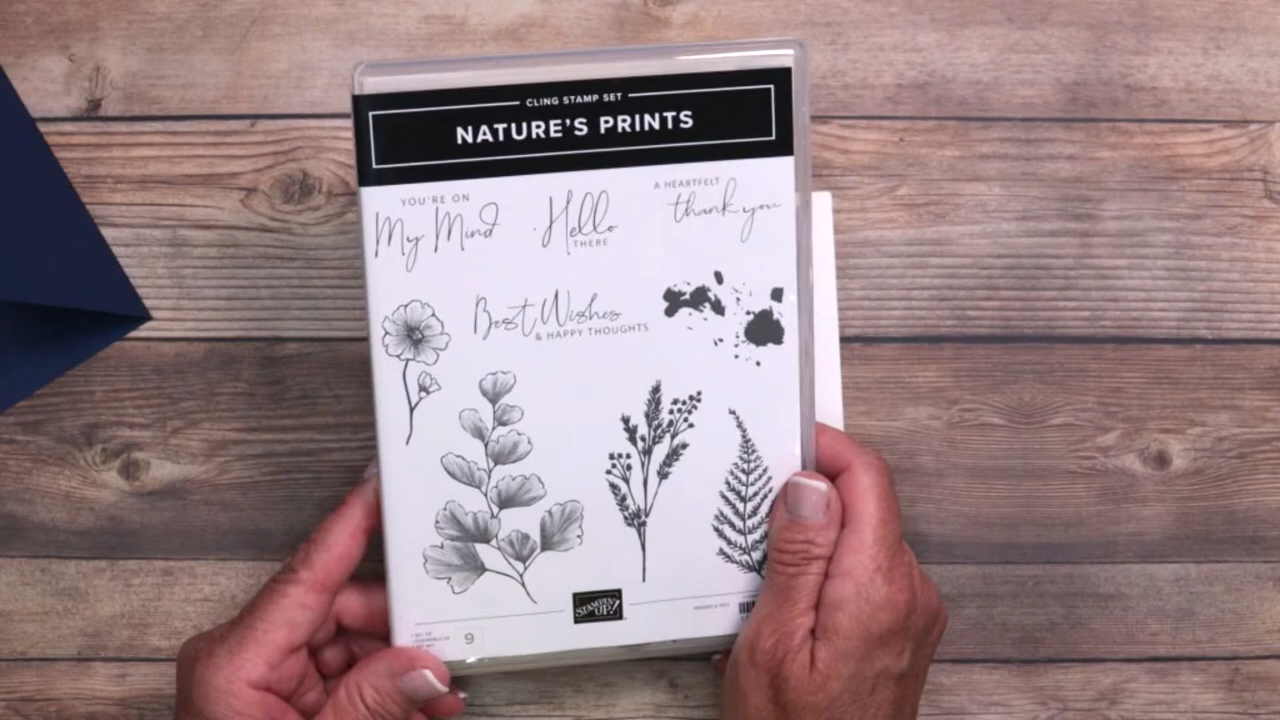 CLING STAMP SET
NATURE'S PRINTS
YOU'RE ON
My Mind
Hello
THERE
A HEARTFELT
thank you
Best Wishes
& HAPPY THOUGHTS
STAMPIN' UP!
9